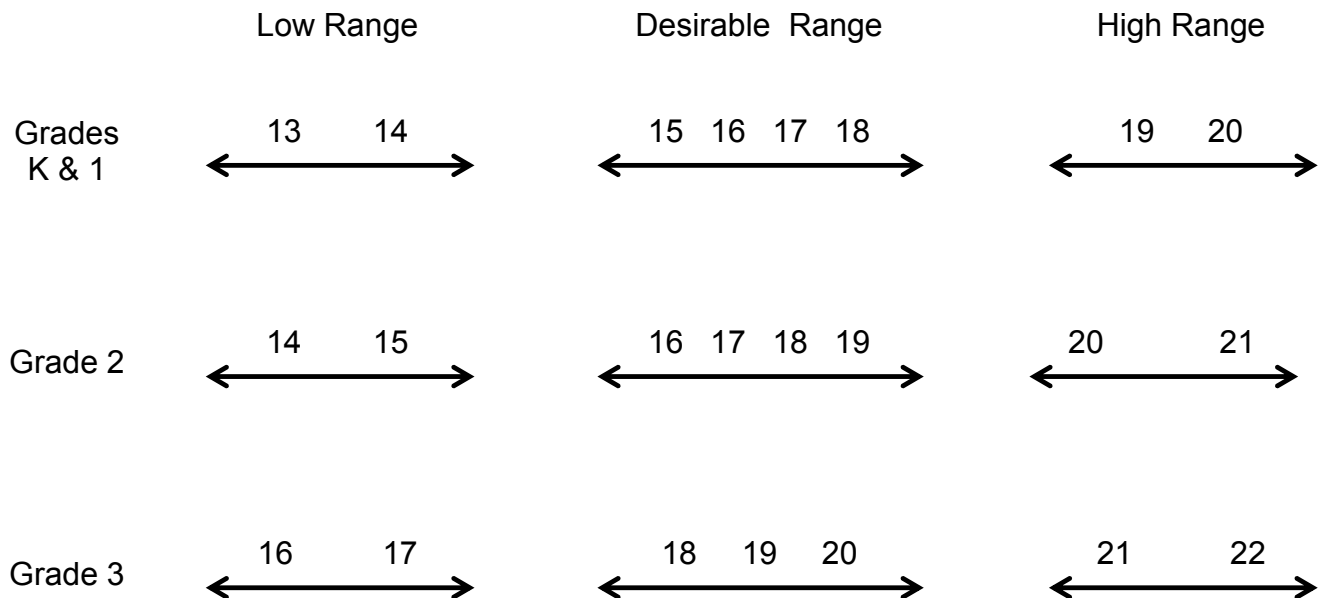 Low Range Desirable Range High Range
Grades K & 1 13 14 15 16 17 18 19 20
Grade 2 14 15 16 17 18 19 20 21
Grade 3 16 17 18 19 20 21 22